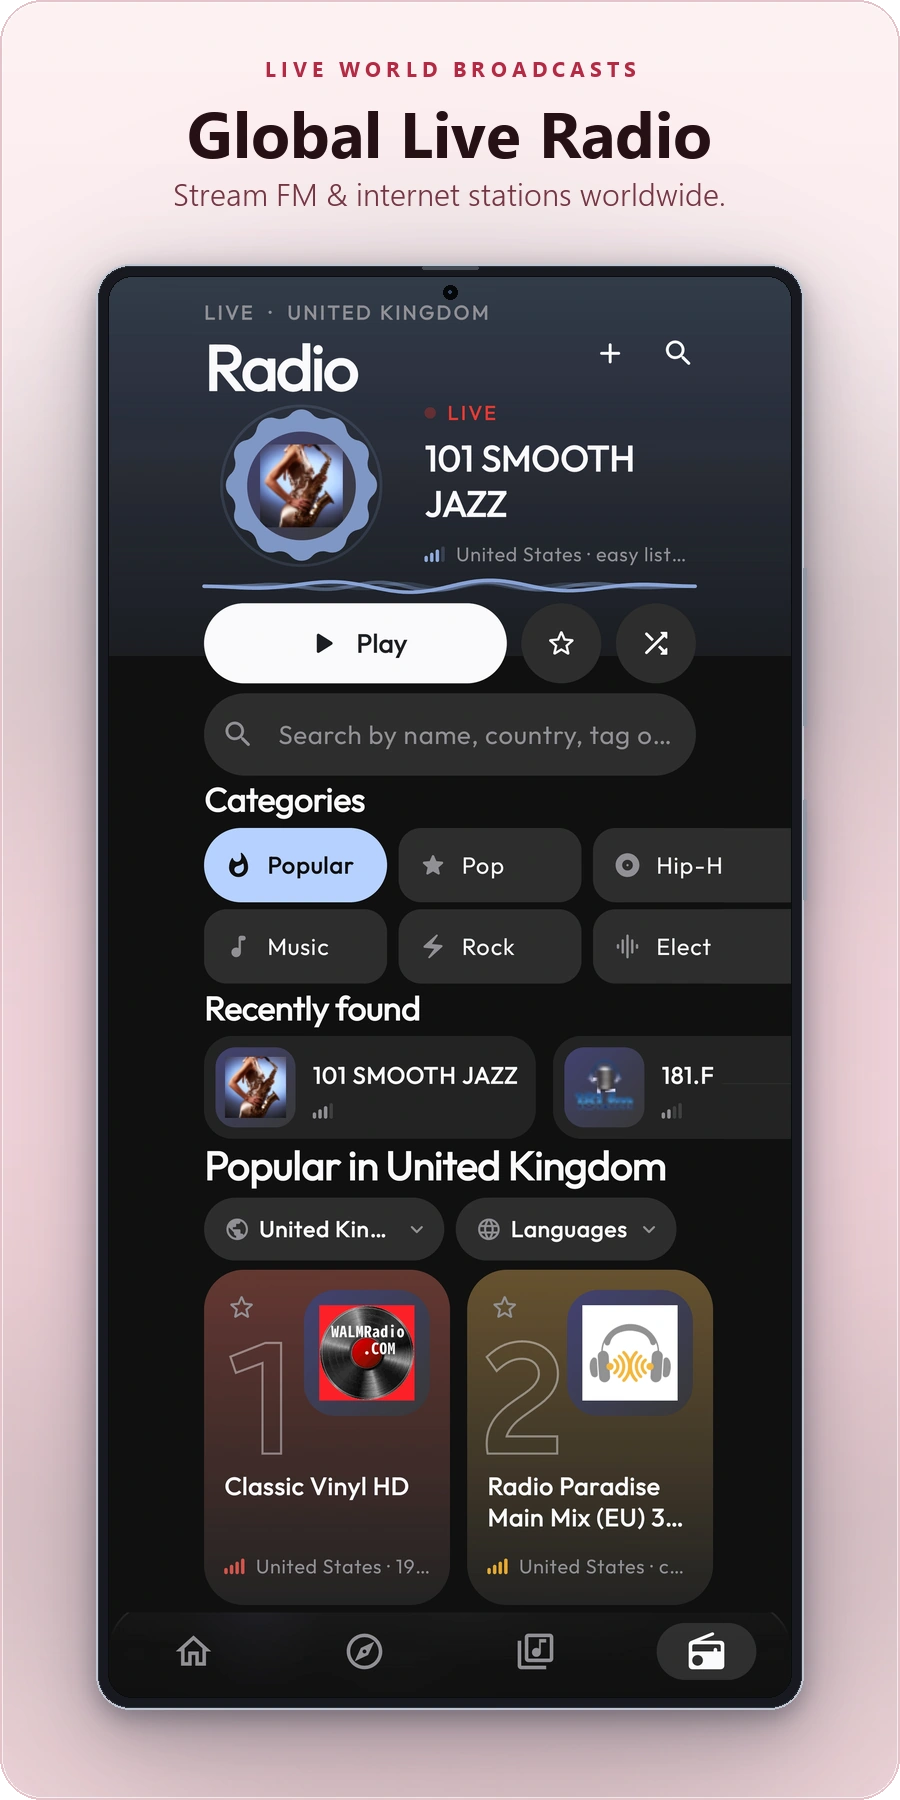 LIVE WORLD BROADCASTS
Global Live Radio
Stream FM & internet stations worldwide.
LIVE · UNITED KINGDOM
Radio
LIVE
101 SMOOTH
JAZZ
United States · easy list...
Play
Search by name, country, tag o...
Categories
Popular
Pop
Hip-H
Music
Rock
Elect
Recently found
101 SMOOTH JAZZ
181.F
Popular in United Kingdom
United Kin...
Languages
1
WALMRadio
.COM
Classic Vinyl HD
United States · 19...
2
Radio Paradise
Main Mix (EU) 3...
United States · c...